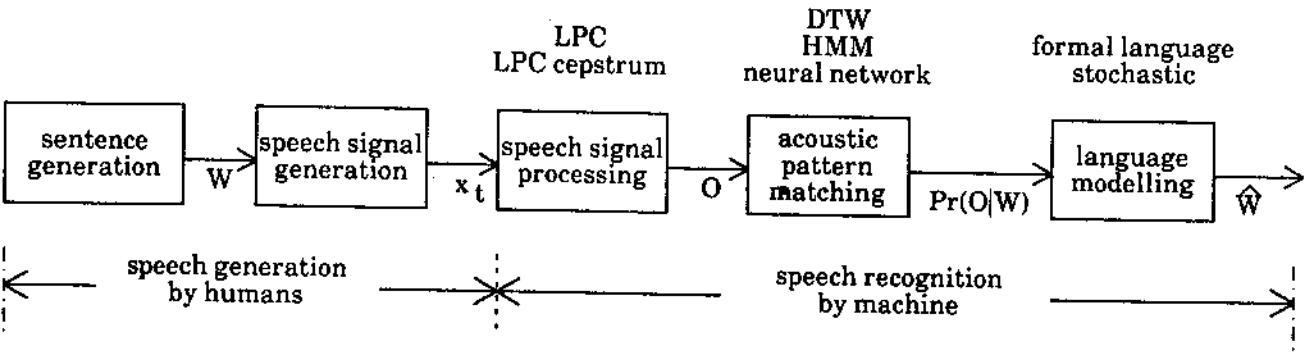 LPC
LPC cepstrum
DTW
HMM
neural network
formal language
stochastic
sentence
generation
W
speech signal
generation
x t
speech signal
processing
O
acoustic
pattern
matching
Pr(O|W)
language
modelling
Ŵ
speech generation
by humans
speech recognition
by machine